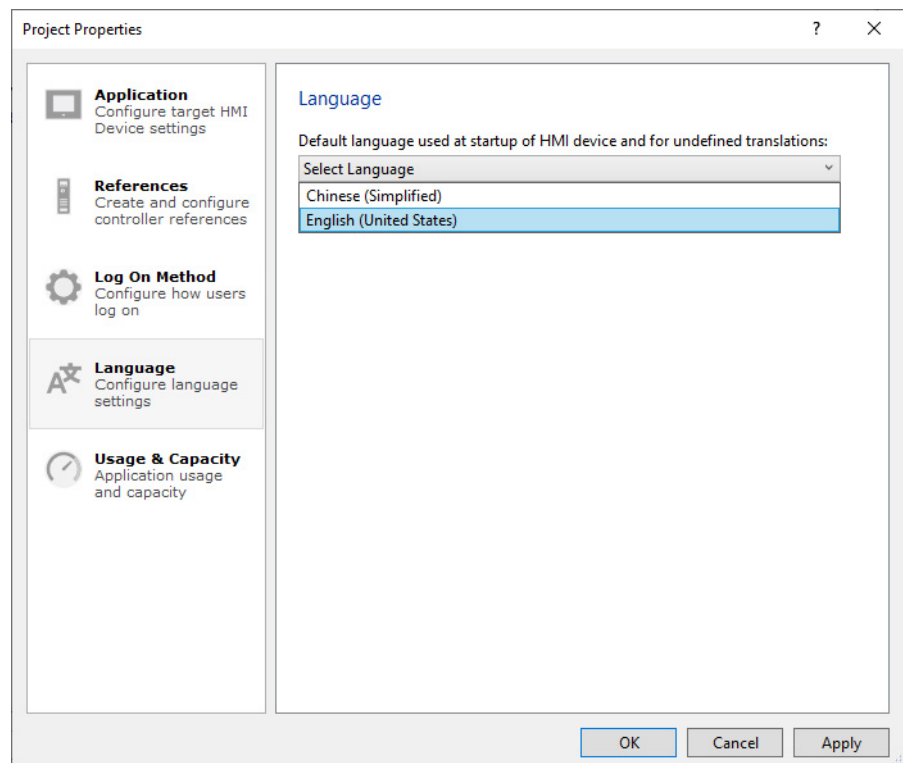 Project Properties
Application
Configure target HMI
Device settings
References
Create and configure
controller references
Log On Method
Configure how users
log on
Language
Configure language
settings
Usage & Capacity
Application usage
and capacity
Language
Default language used at startup of HMI device and for undefined translations:
Select Language
Chinese (Simplified)
English (United States)
OK
Cancel
Apply